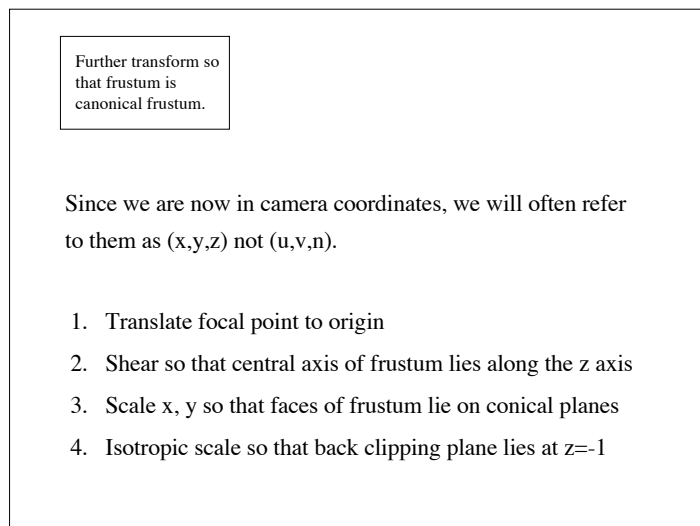 Further transform so
that frustum is
canonical frustum.
Since we are now in camera coordinates, we will often refer
to them as (x,y,z) not (u,v,n).
1. Translate focal point to origin
2. Shear so that central axis of frustum lies along the z axis
3. Scale x, y so that faces of frustum lie on conical planes
4. Isotropic scale so that back clipping plane lies at z=-1